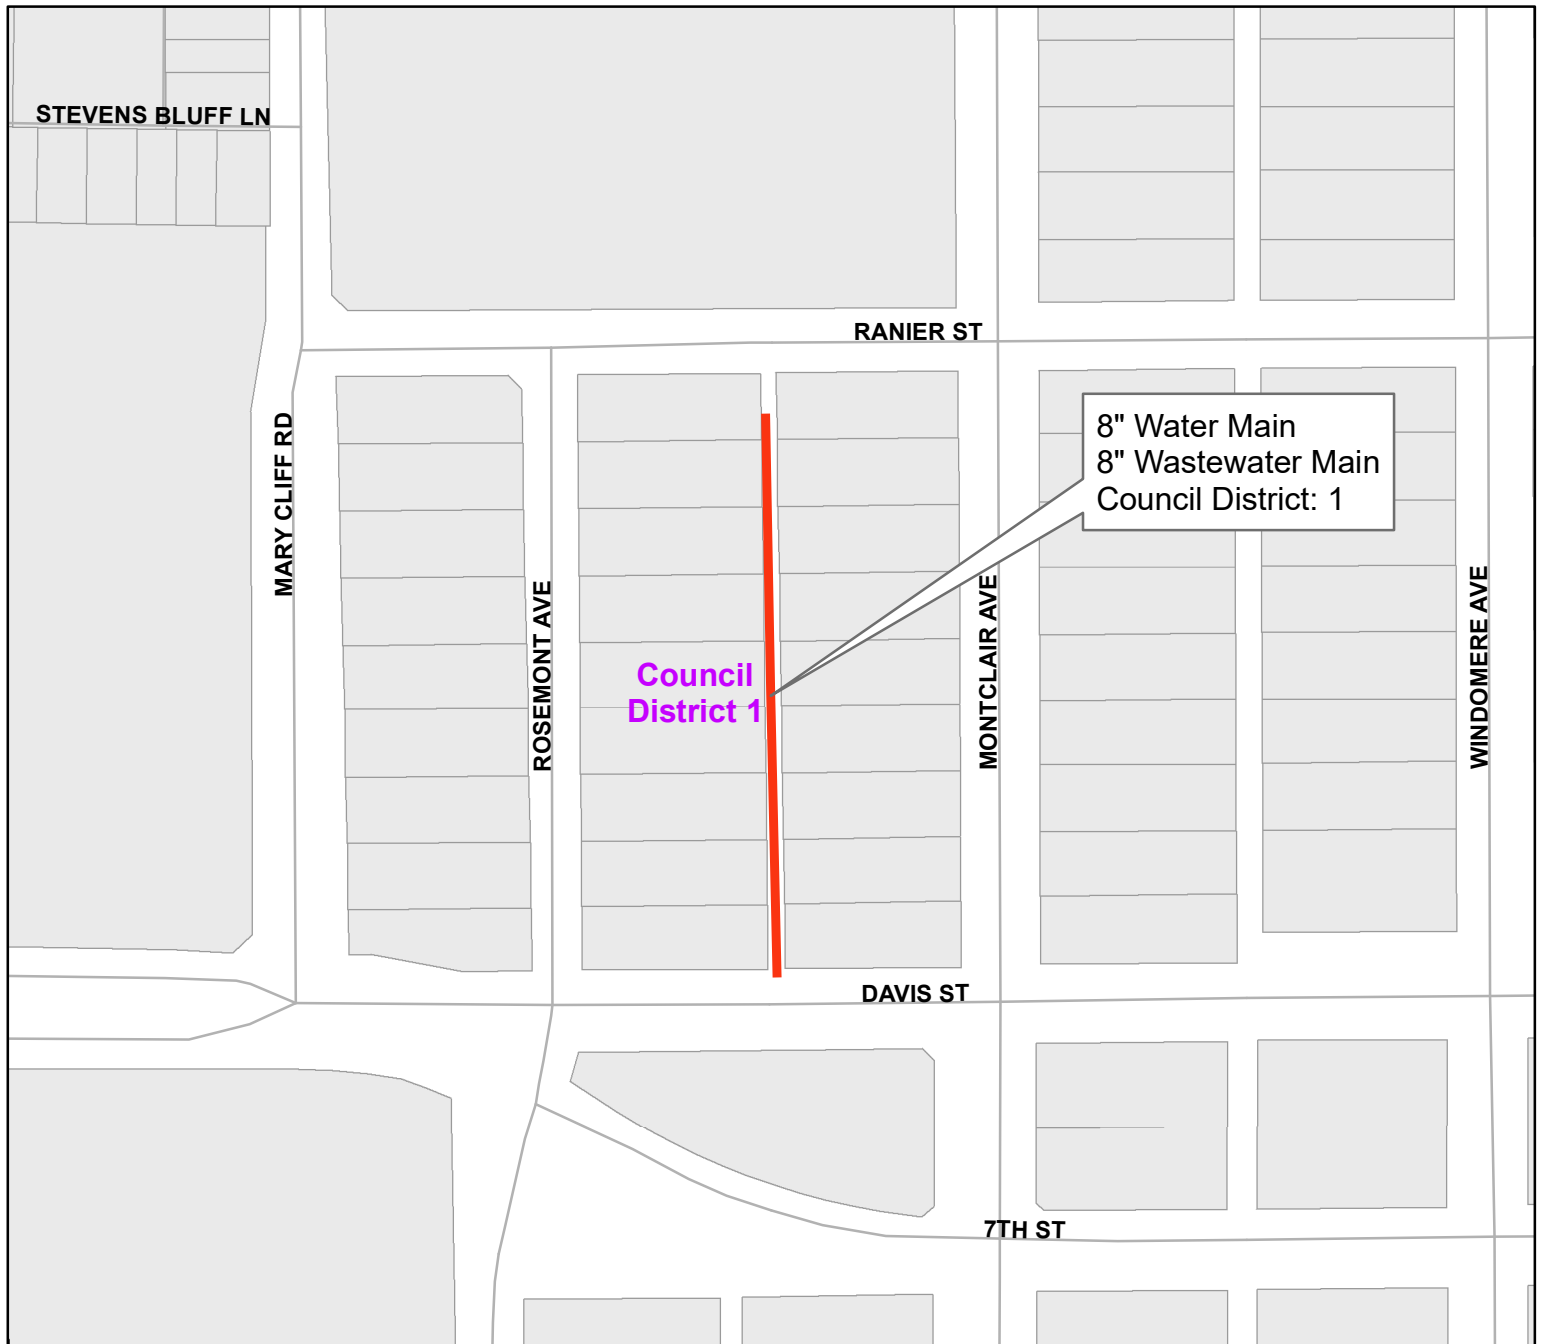 STEVENS BLUFF LN
RANIER ST
MARY CLIFF RD
8" Water Main
8" Wastewater Main
Council District: 1
ROSEMONT AVE
MONTCLAIR AVE
WINDOMERE AVE
Council
District 1
DAVIS ST
7TH ST